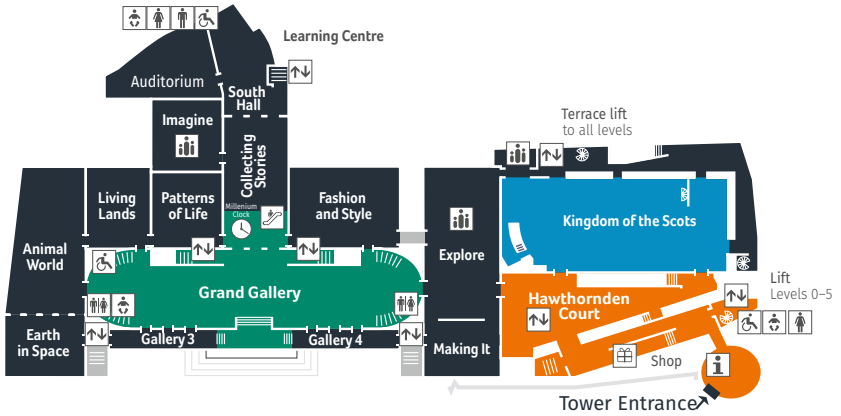 Learning Centre
Auditorium
South
Hall
Imagine
Collecting
Stories
Terrace lift
to all levels
Living
Lands
Patterns
of Life
Millenium
Clock
Fashion
and Style
Kingdom of the Scots
Animal
World
Explore
Grand Gallery
Hawthornden
Court
Lift
Levels 0–5
Earth
in Space
Gallery 3
Gallery 4
Making It
Shop
i
Tower Entrance